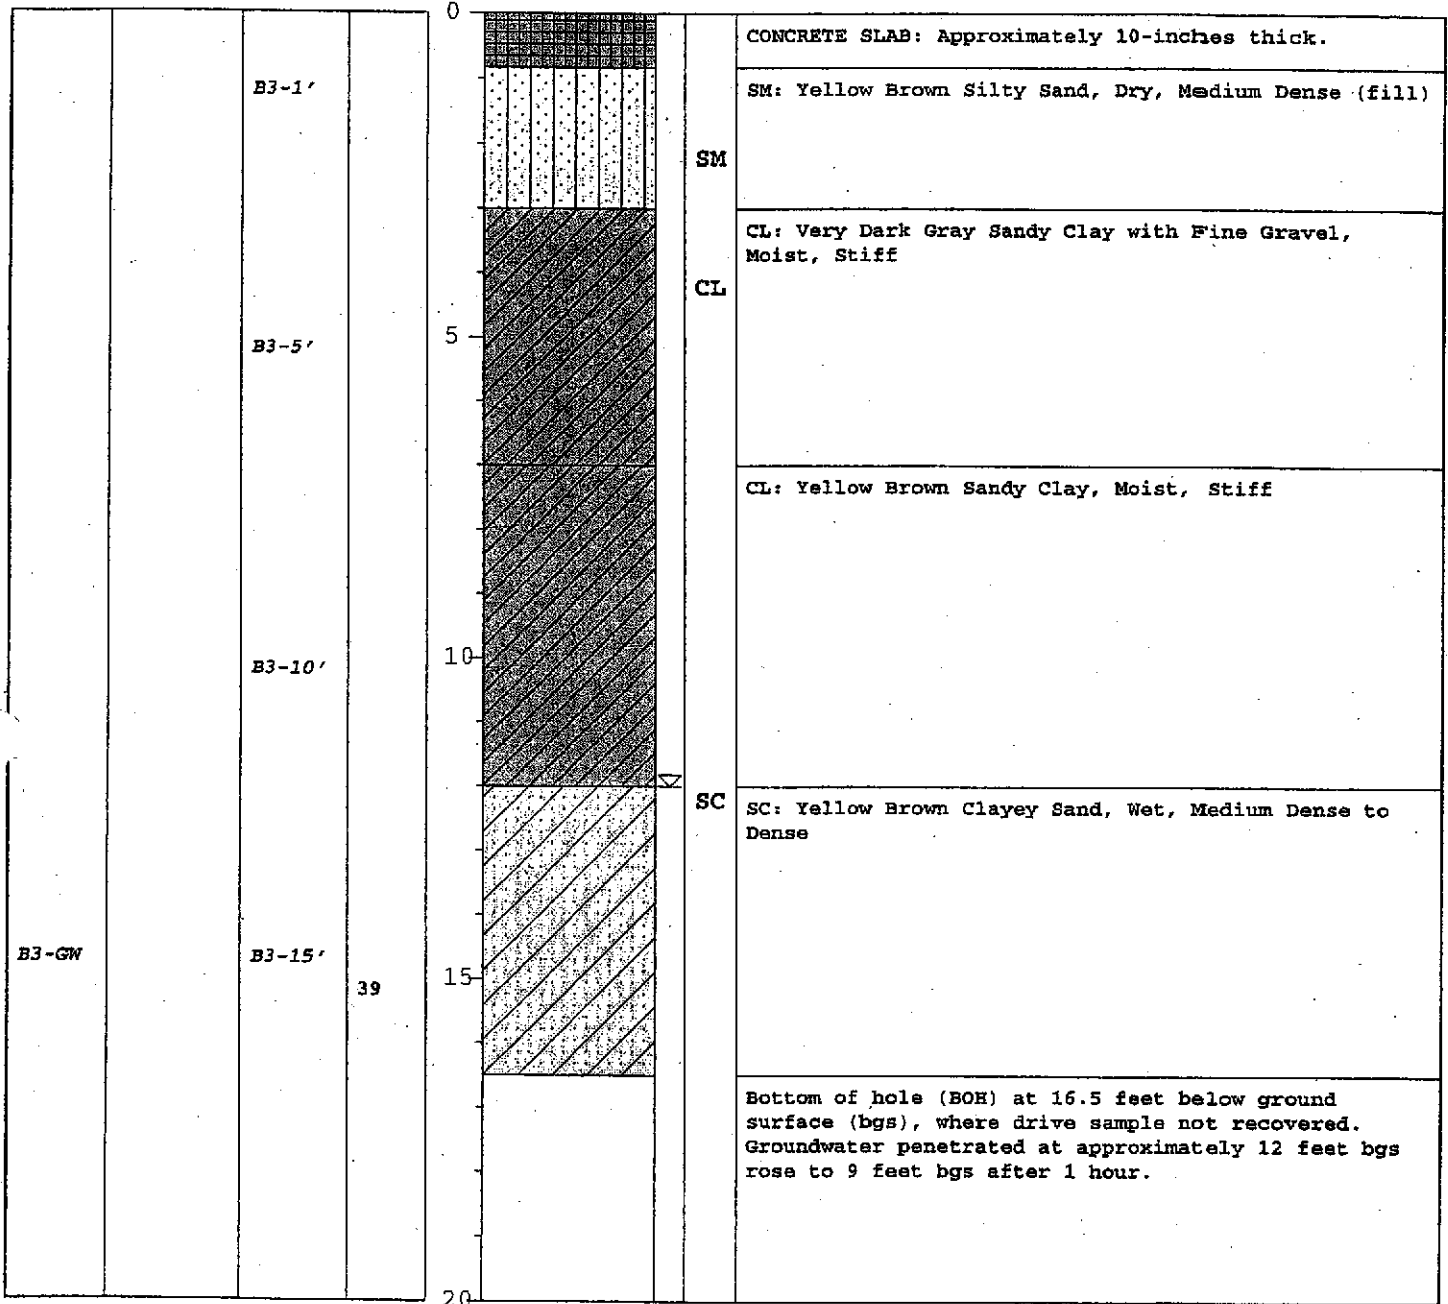 0
CONCRETE SLAB: Approximately 10-inches thick.
B3-1'
SM: Yellow Brown Silty Sand, Dry, Medium Dense (fill)
SM
CL: Very Dark Gray Sandy Clay with Fine Gravel,
Moist, Stiff
CL
5
B3-5'
CL: Yellow Brown Sandy Clay, Moist, Stiff
10
B3-10'
SC
SC: Yellow Brown Clayey Sand, Wet, Medium Dense to
Dense
B3-GW
B3-15'
15
39
Bottom of hole (BOH) at 16.5 feet below ground
surface (bgs), where drive sample not recovered.
Groundwater penetrated at approximately 12 feet bgs
rose to 9 feet bgs after 1 hour.
20